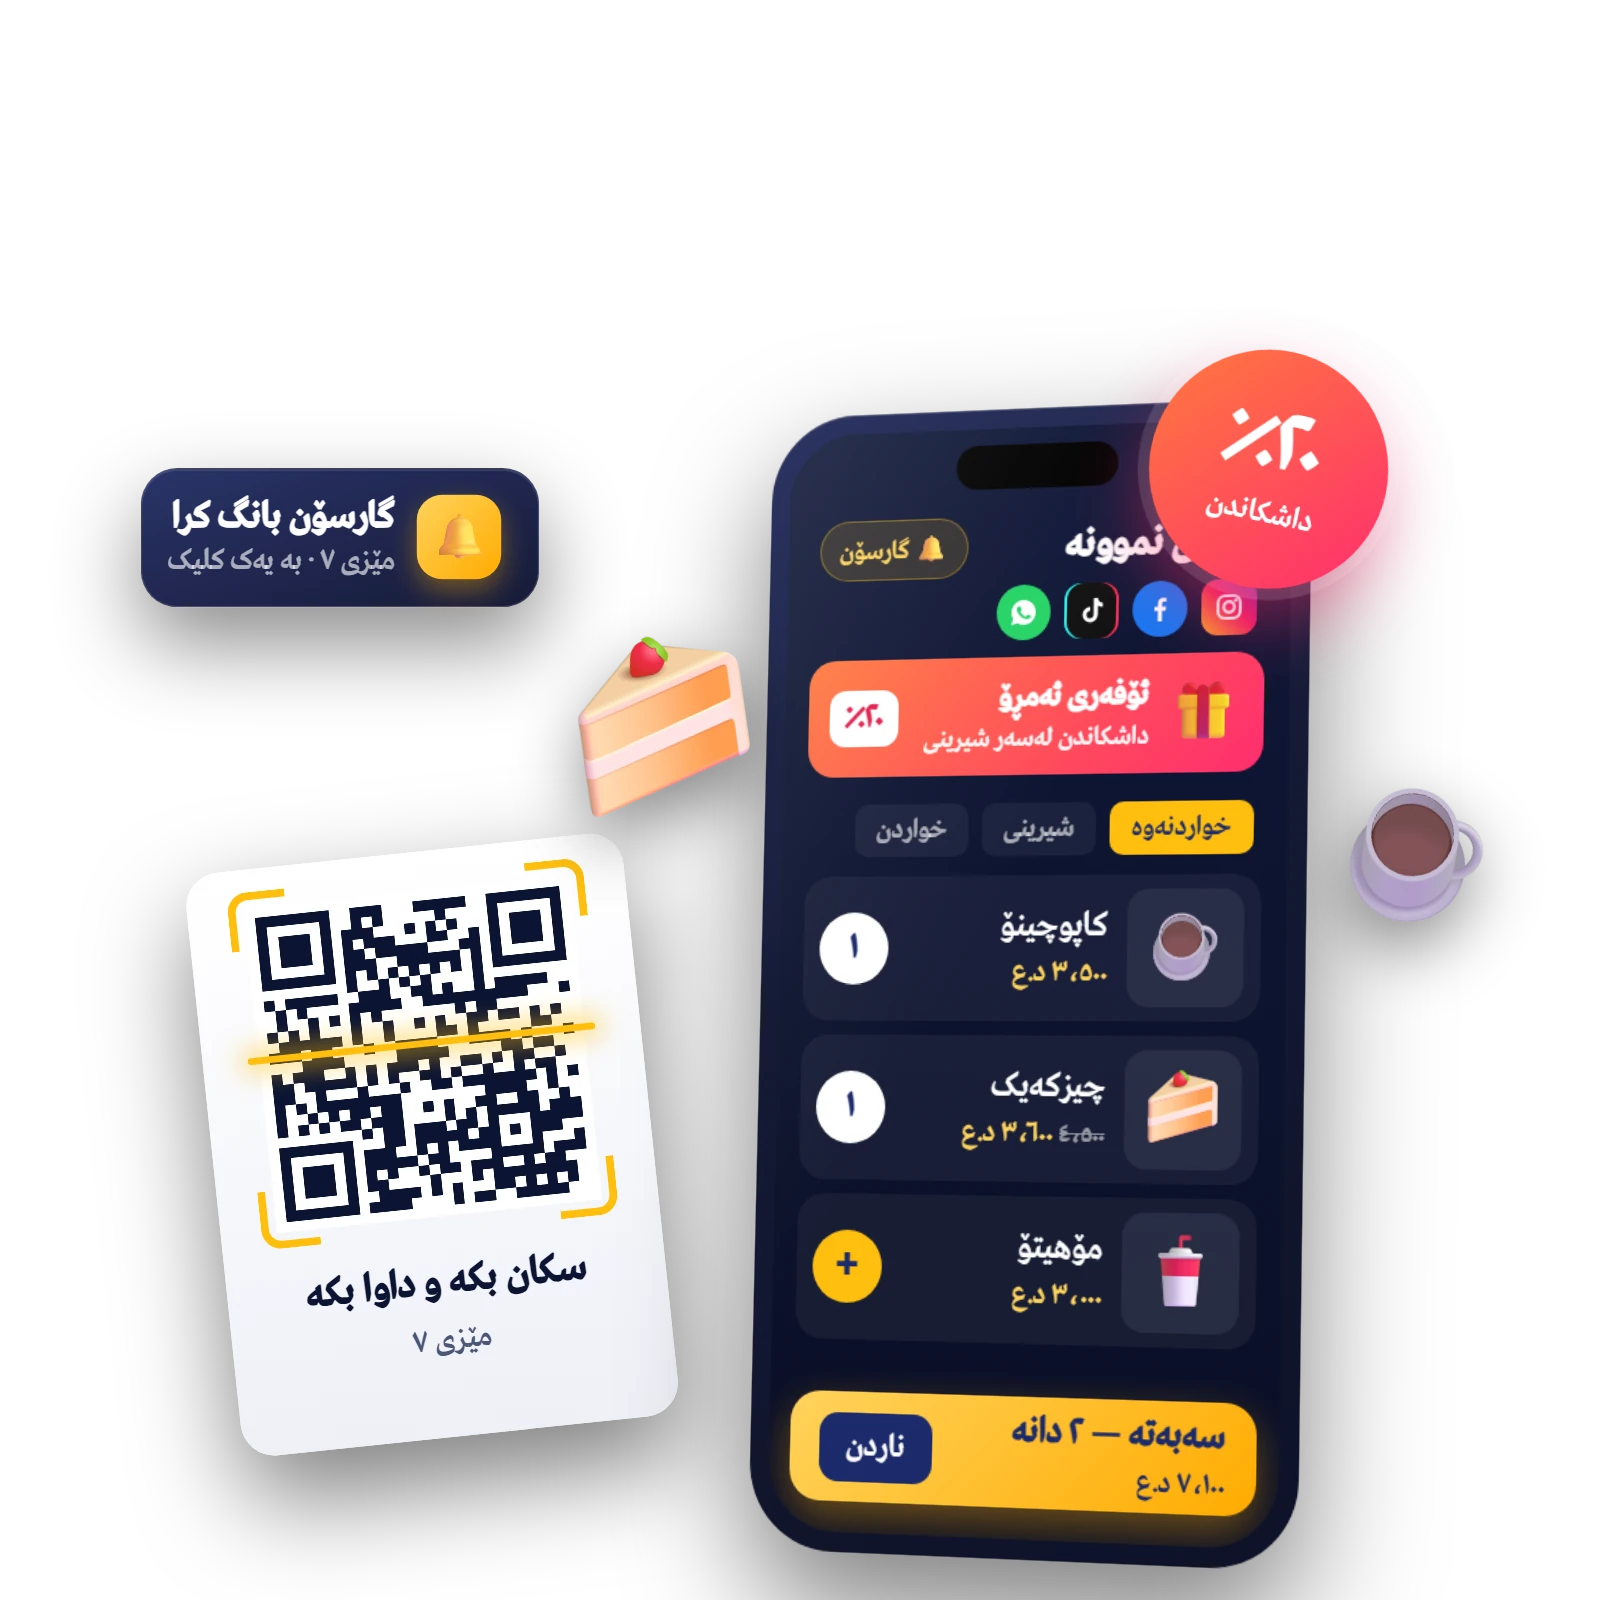 ٪٢٠
داشکاندن
گارسۆن بانگ کرا
مێزی ٧ · بە یەک کلیک
نموونە
گارسۆن
ئۆفەری ئەمڕۆ
داشکاندن لەسەر شیرینی
٪٢٠
خواردنەوە
شیرینی
خواردن
کاپوچینۆ
٣،٥٠٠ د.ع
١
چیزکەیک
٤،٥٠٠ ٣،٦٠٠ د.ع
١
مۆهیتۆ
٣،٠٠٠ د.ع
+
سەبەتە — ٢ دانە
٧،١٠٠ د.ع
ناردن
سکان بکە و داوا بکە
مێزی ٧